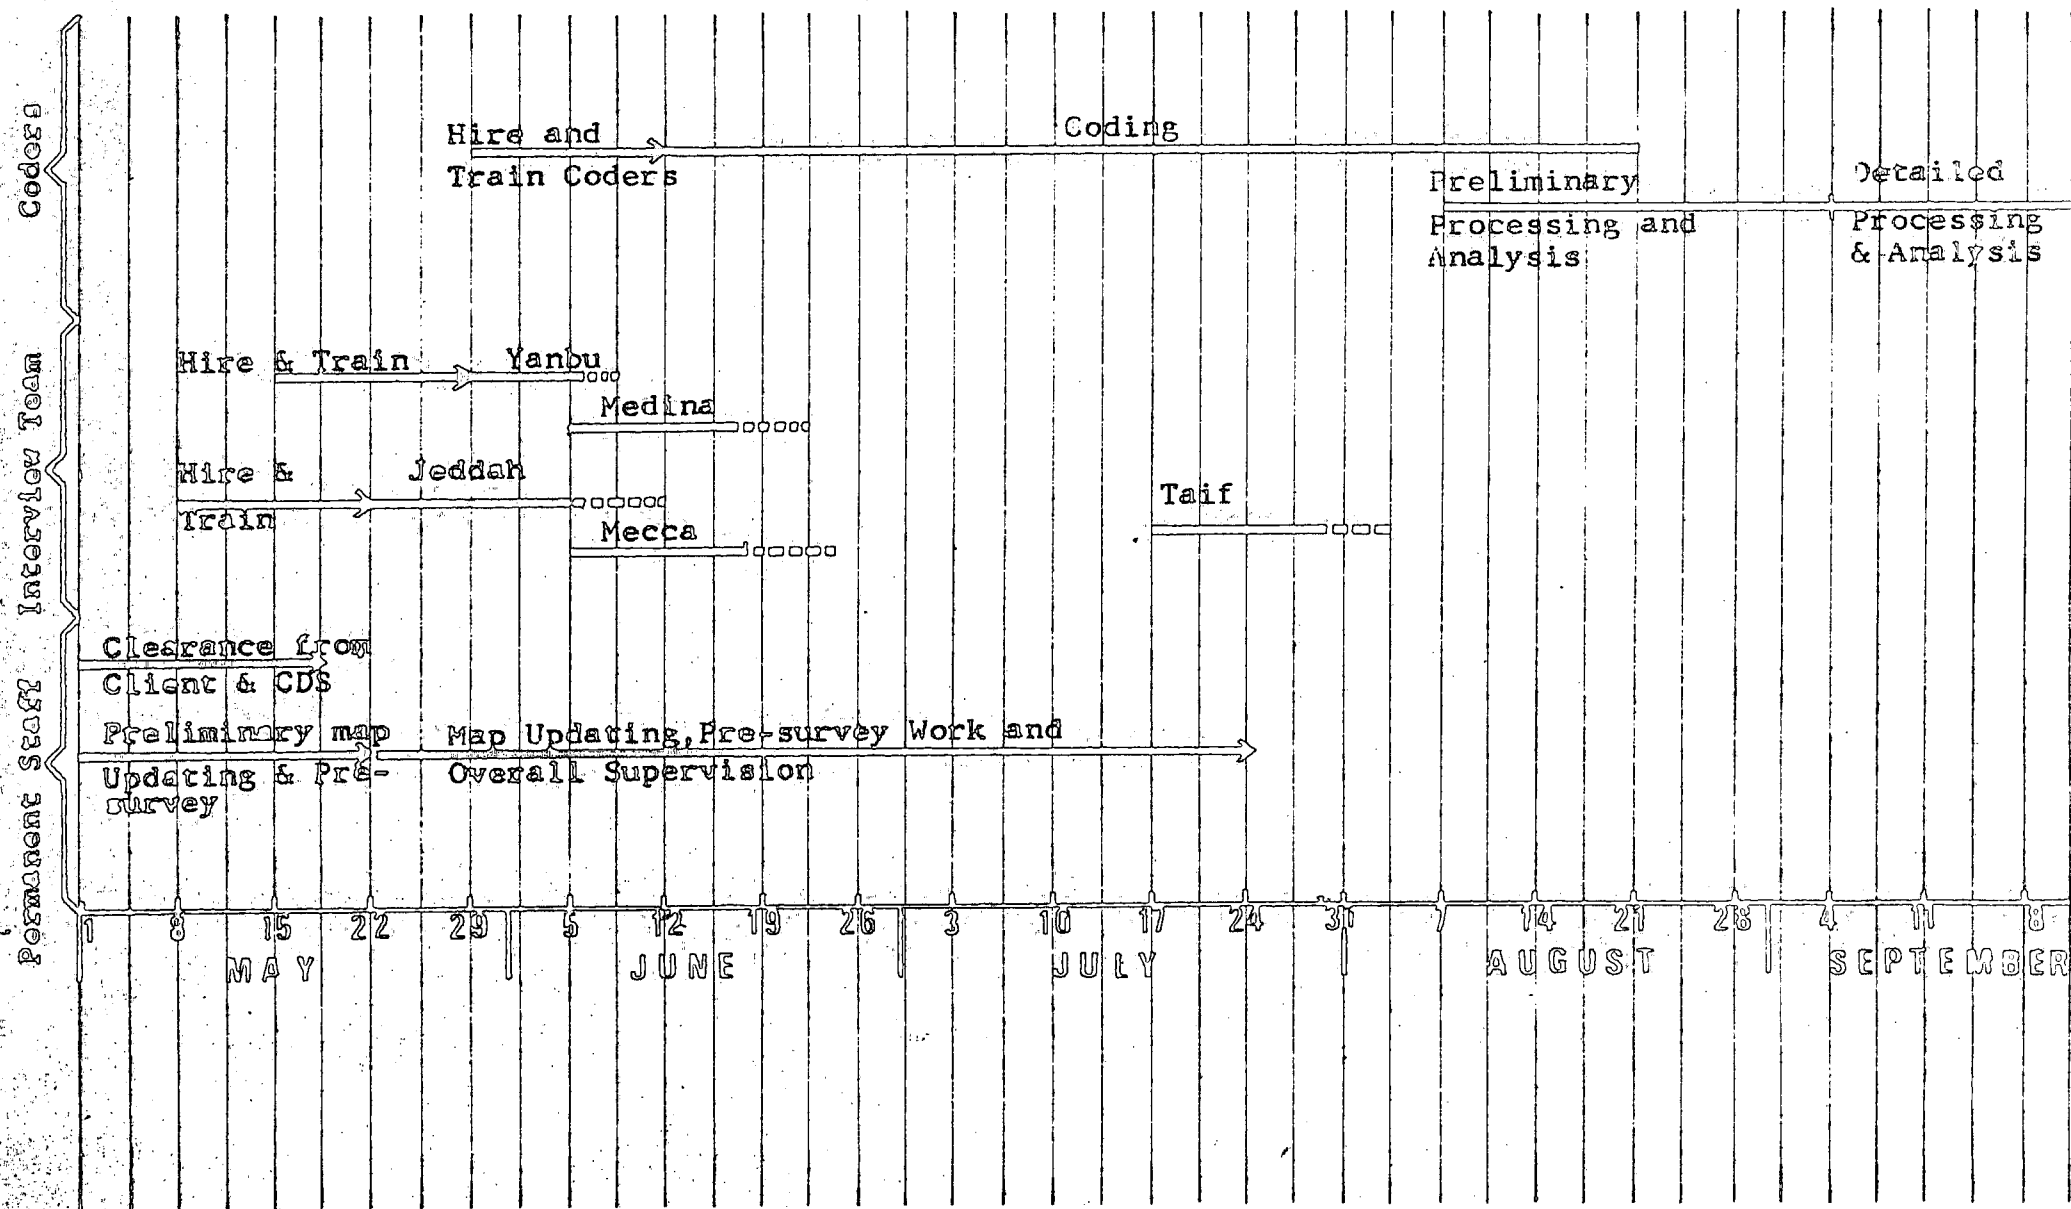 Coders
Hire and
Train Coders
Coding
Preliminary
Processing and
Analysis
Detailed
Processing
& Analysis
Interview Team
Hire & Train
Yanbu
Medina
Hire &
Train
Jeddah
Mecca
Taif
Permanent Staff
Clearance from
Client & CDS
Preliminary map
Updating & Pre-
survey
Map Updating, Pre-survey Work and
Overall Supervision
1 8 15 22 29 5 12 19 26 3 10 17 24 31 7 14 21 28 4 11 18
MAY JUNE JULY AUGUST SEPTEMBER